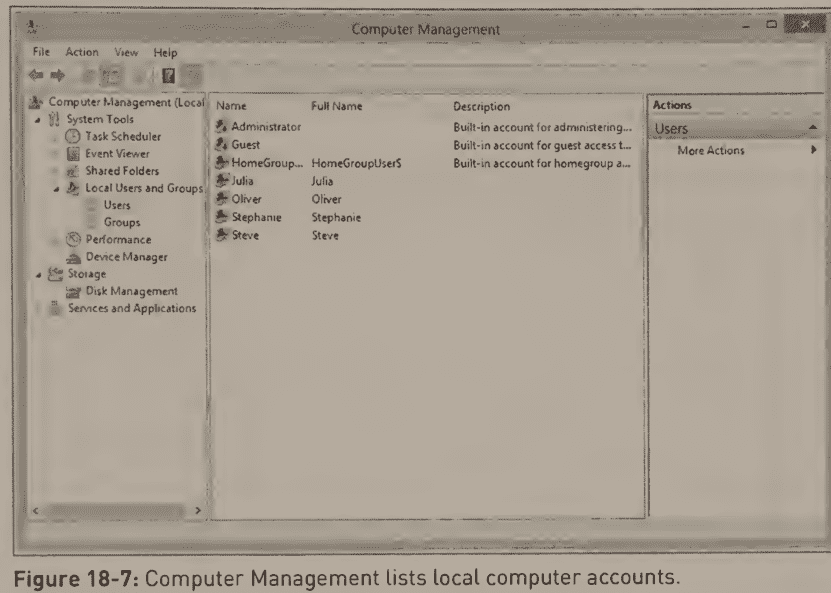 Computer Management
File Action View Help
Computer Management (Local
System Tools
Task Scheduler
Event Viewer
Shared Folders
Local Users and Groups
Users
Groups
Performance
Device Manager
Storage
Disk Management
Services and Applications
Name Full Name Description
Administrator Built-in account for administering...
Guest Built-in account for guest access t...
HomeGroup... HomeGroupUser$ Built-in account for homegroup a...
Julia Julia
Oliver Oliver
Stephanie Stephanie
Steve Steve
Actions
Users
More Actions
Figure 18-7: Computer Management lists local computer accounts.